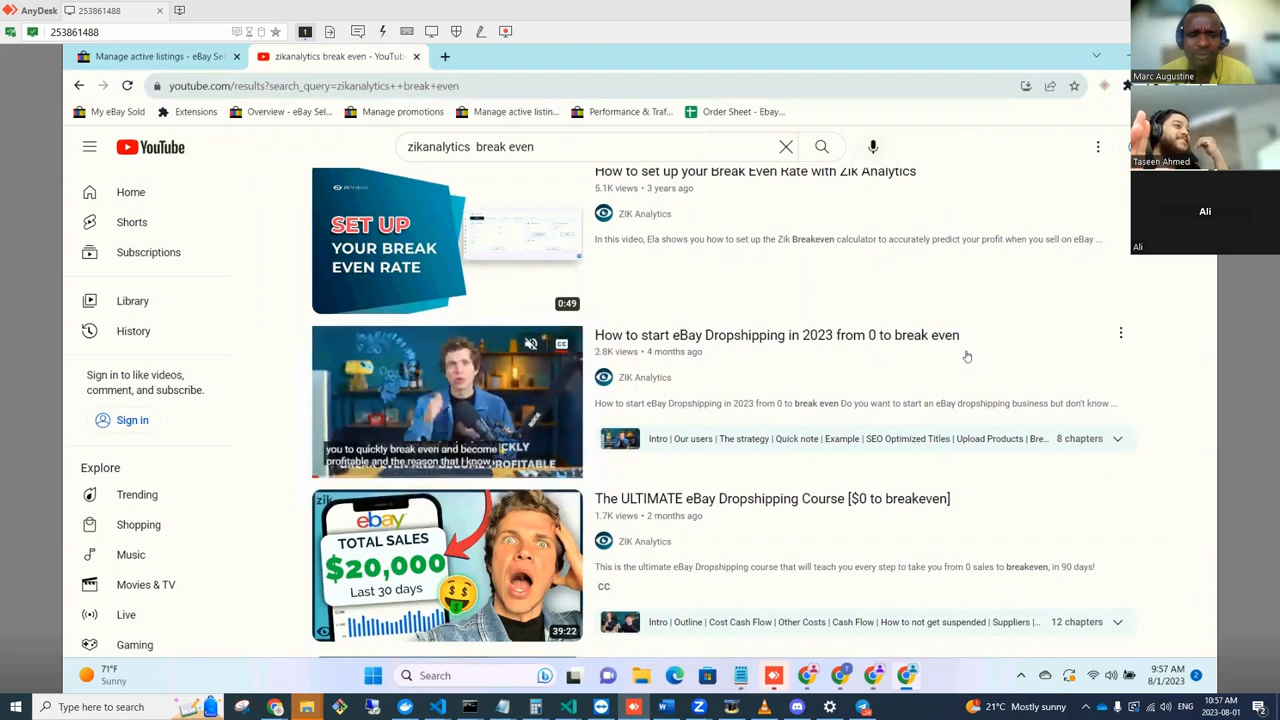 AnyDesk
253861488
253861488
1
Manage active listings - eBay Sel
zikanalytics break even - YouTub
youtube.com/results?search_query=zikanalytics++break+even
My eBay Sold
Extensions
Overview - eBay Sel...
Manage promotions
Manage active listin...
Performance & Traf...
Order Sheet - Ebay...
YouTube
zikanalytics break even
Home
Shorts
Subscriptions
Library
History
Sign in to like videos,
comment, and subscribe.
Sign in
Explore
Trending
Shopping
Music
Movies & TV
Live
Gaming
SET UP
YOUR BREAK
EVEN RATE
0:49
How to set up your Break Even Rate with Zik Analytics
5.1K views • 3 years ago
ZIK Analytics
In this video, Ela shows you how to set up the Zik Breakeven calculator to accurately predict your profit when you sell on eBay ...
CC
you to quickly break even and become
profitable and the reason that I know
How to start eBay Dropshipping in 2023 from 0 to break even
2.8K views • 4 months ago
ZIK Analytics
How to start eBay Dropshipping in 2023 from 0 to break even Do you want to start an eBay dropshipping business but don't know ...
Intro | Our users | The strategy | Quick note | Example | SEO Optimized Titles | Upload Products | Bre...
8 chapters
zik
ebay
TOTAL SALES
$20,000
Last 30 days
39:22
The ULTIMATE eBay Dropshipping Course [$0 to breakeven]
1.7K views • 2 months ago
ZIK Analytics
This is the ultimate eBay Dropshipping course that will teach you every step to take you from 0 sales to breakeven, in 90 days!
CC
Intro | Outline | Cost Cash Flow | Other Costs | Cash Flow | How to not get suspended | Suppliers |...
12 chapters
Marc Augustine
Taseen Ahmed
Ali
Ali
71°F
Sunny
Search
9:57 AM
8/1/2023
2
Type here to search
21°C Mostly sunny
ENG
10:57 AM
2023-08-01